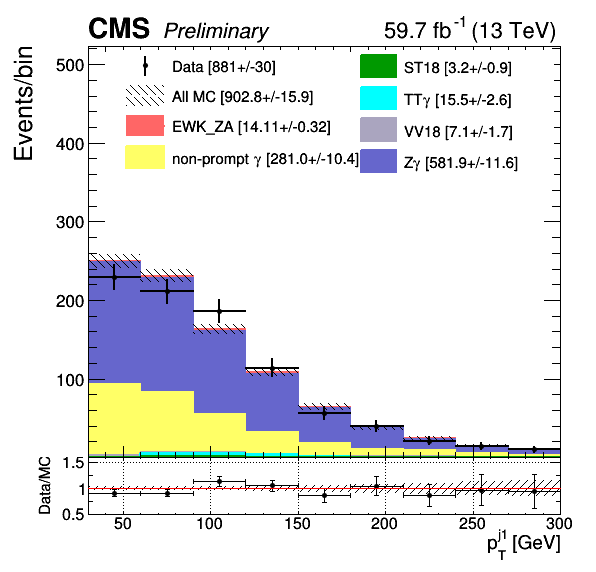 CMS Preliminary 59.7 fb⁻¹ (13 TeV)
Events/bin
500
400
300
200
100
Data [881+/-30]
All MC [902.8+/-15.9]
EWK_ZA [14.11+/-0.32]
non-prompt γ [281.0+/-10.4]
ST18 [3.2+/-0.9]
TTγ [15.5+/-2.6]
VV18 [7.1+/-1.7]
Zγ [581.9+/-11.6]
Data/MC
1.5
1
0.5
50 100 150 200 250 300
p_T^j1 [GeV]